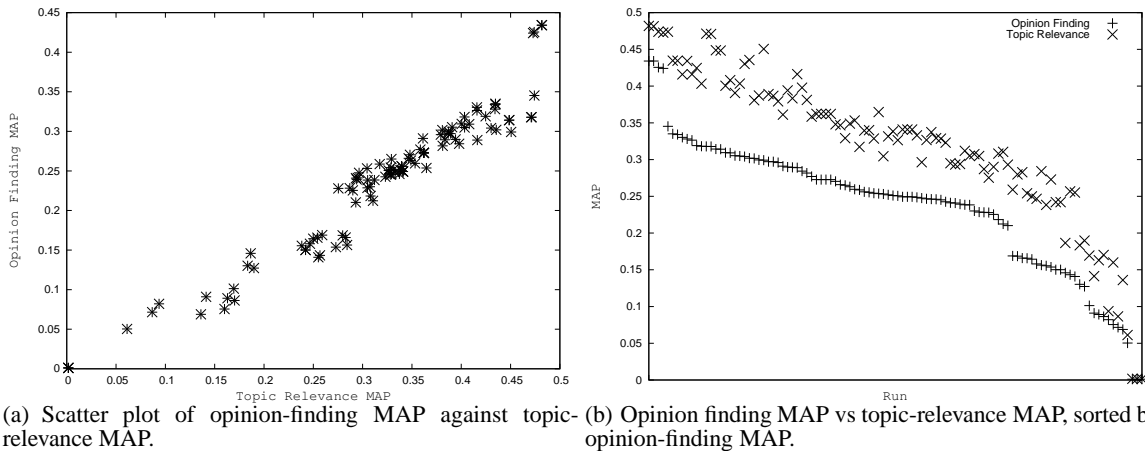 0.45
0.4
0.35
0.3
0.25
0.2
0.15
0.1
0.05
0
Opinion Finding MAP
0 0.05 0.1 0.15 0.2 0.25 0.3 0.35 0.4 0.45 0.5
Topic Relevance MAP
(a) Scatter plot of opinion-finding MAP against topic-
relevance MAP.
0.5
0.45
0.4
0.35
0.3
0.25
0.2
0.15
0.1
0.05
0
MAP
Opinion Finding
Topic Relevance
Run
(b) Opinion finding MAP vs topic-relevance MAP, sorted b
opinion-finding MAP.